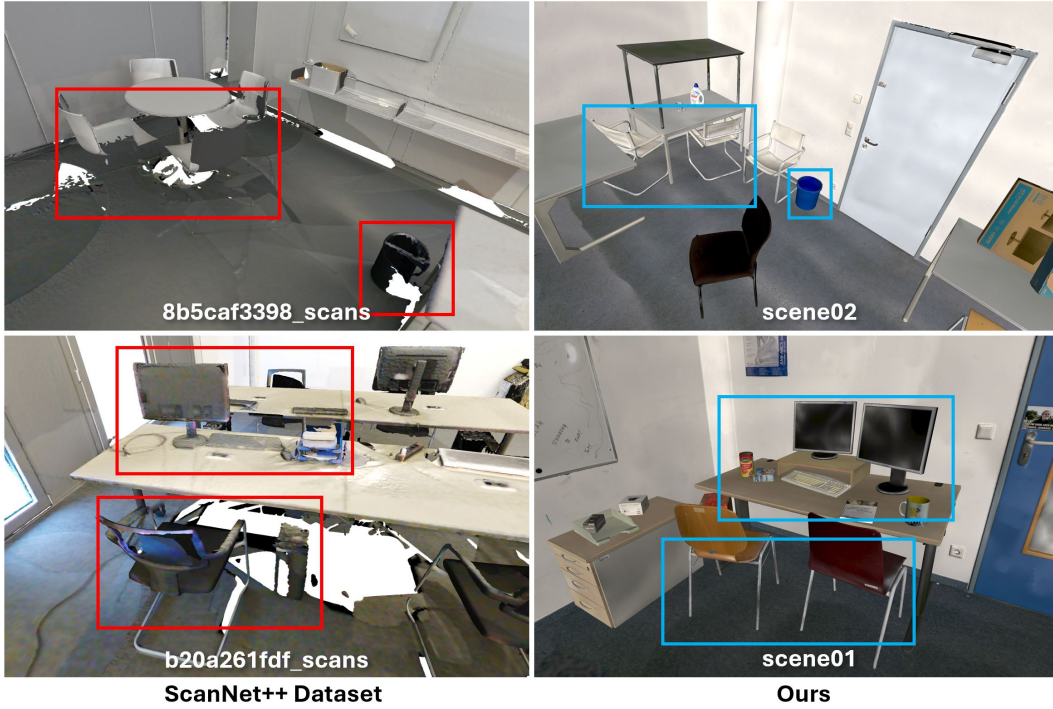 8b5caf3398_scans
scene02
b20a261fdf_scans
scene01
ScanNet++ Dataset
Ours